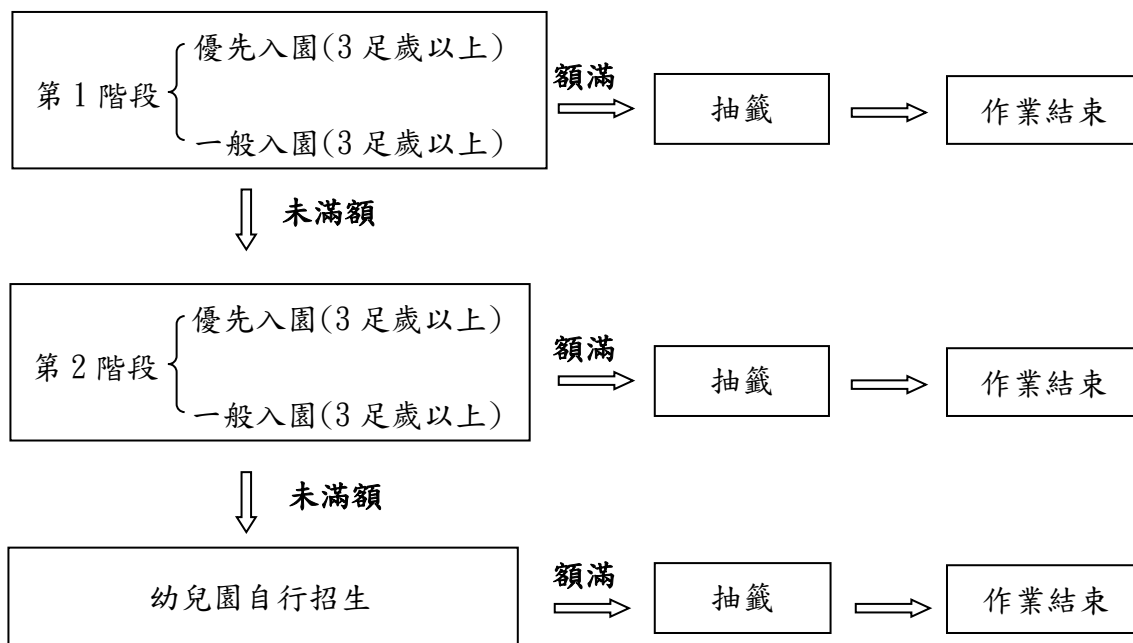 優先入園(3 足歲以上)
第 1 階段
一般入園(3 足歲以上)
額滿
抽籤
作業結束
未滿額
優先入園(3 足歲以上)
第 2 階段
一般入園(3 足歲以上)
額滿
抽籤
作業結束
未滿額
幼兒園自行招生
額滿
抽籤
作業結束